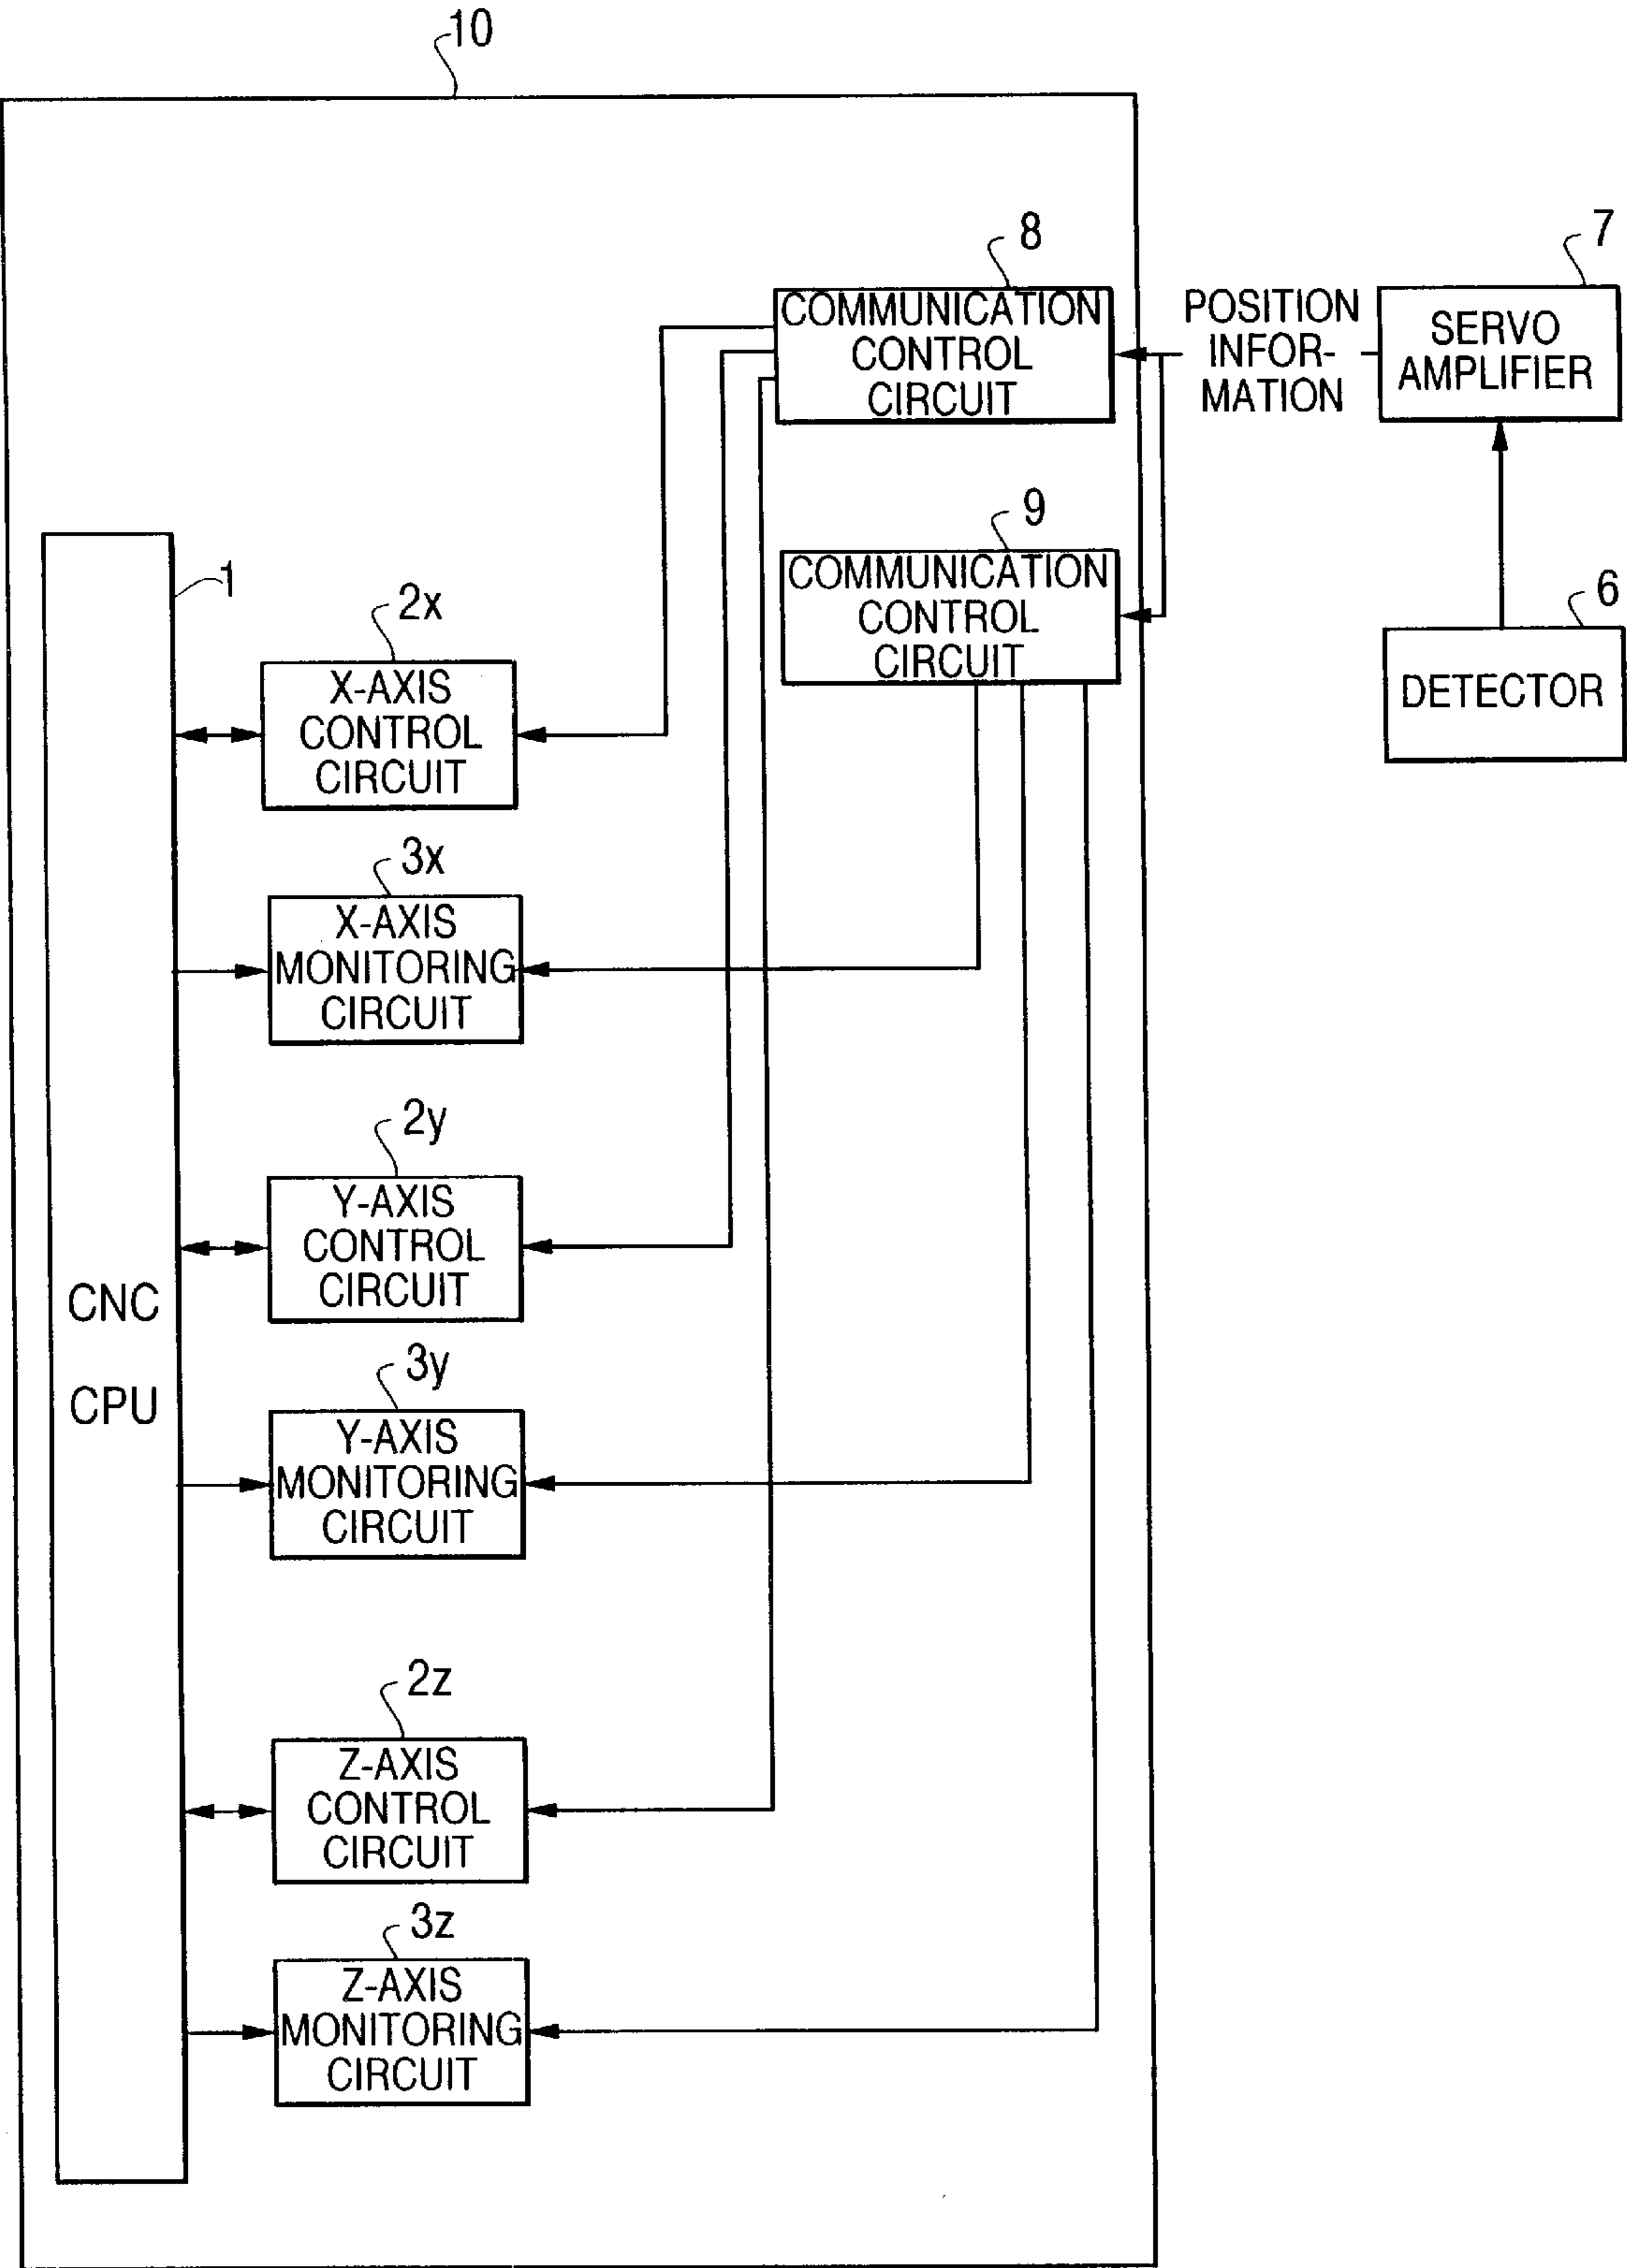 10
8
COMMUNICATION
CONTROL
CIRCUIT
POSITION
INFOR-
MATION
7
SERVO
AMPLIFIER
9
COMMUNICATION
CONTROL
CIRCUIT
6
DETECTOR
1
CNC
CPU
2x
X-AXIS
CONTROL
CIRCUIT
3x
X-AXIS
MONITORING
CIRCUIT
2y
Y-AXIS
CONTROL
CIRCUIT
3y
Y-AXIS
MONITORING
CIRCUIT
2z
Z-AXIS
CONTROL
CIRCUIT
3z
Z-AXIS
MONITORING
CIRCUIT